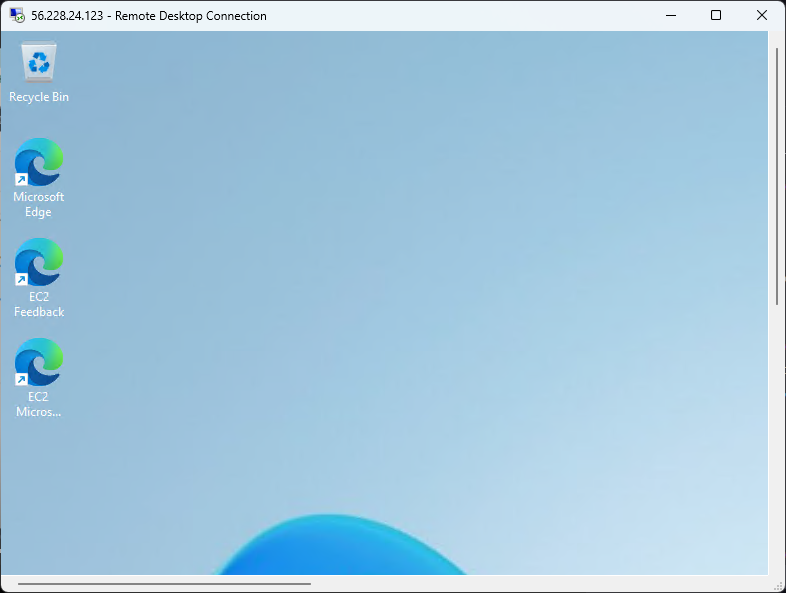 56.228.24.123 - Remote Desktop Connection
Recycle Bin
Microsoft
Edge
EC2
Feedback
EC2
Micros...